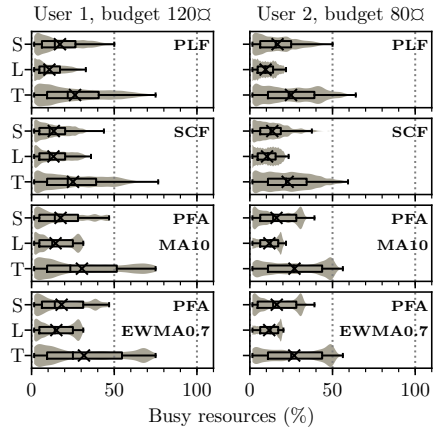 User 1, budget 120¤
User 2, budget 80¤
S
L
T
PLF
PLF
S
L
T
SCF
SCF
S
L
T
PFA
MA10
PFA
MA10
S
L
T
PFA
EWMA0.7
PFA
EWMA0.7
0 50 100
0 50 100
Busy resources (%)